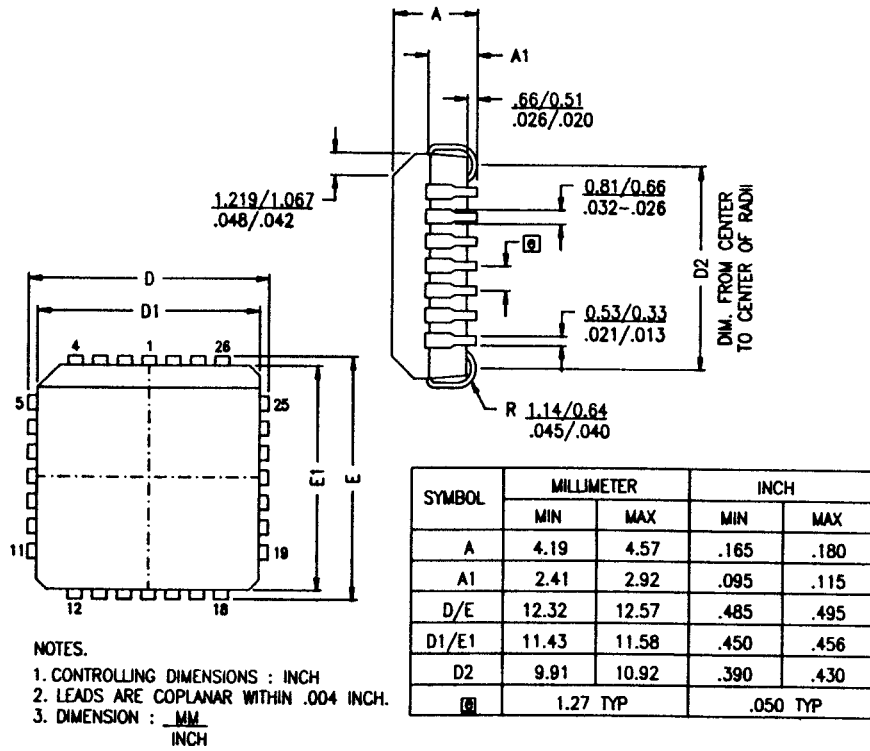 A
A1
.66/0.51
.026/.020
1.219/1.067
.048/.042
0.81/0.66
.032-.026
e
D2
DIM. FROM CENTER
TO CENTER OF RADII
0.53/0.33
.021/.013
R 1.14/0.64
.045/.040
D
D1
4 1 26
5 25
E1
E
11 19
12 18
SYMBOL MILLIMETER INCH
MIN MAX MIN MAX
A 4.19 4.57 .165 .180
A1 2.41 2.92 .095 .115
D/E 12.32 12.57 .485 .495
D1/E1 11.43 11.58 .450 .456
D2 9.91 10.92 .390 .430
e 1.27 TYP .050 TYP
NOTES.
1. CONTROLLING DIMENSIONS : INCH
2. LEADS ARE COPLANAR WITHIN .004 INCH.
3. DIMENSION : MM
INCH